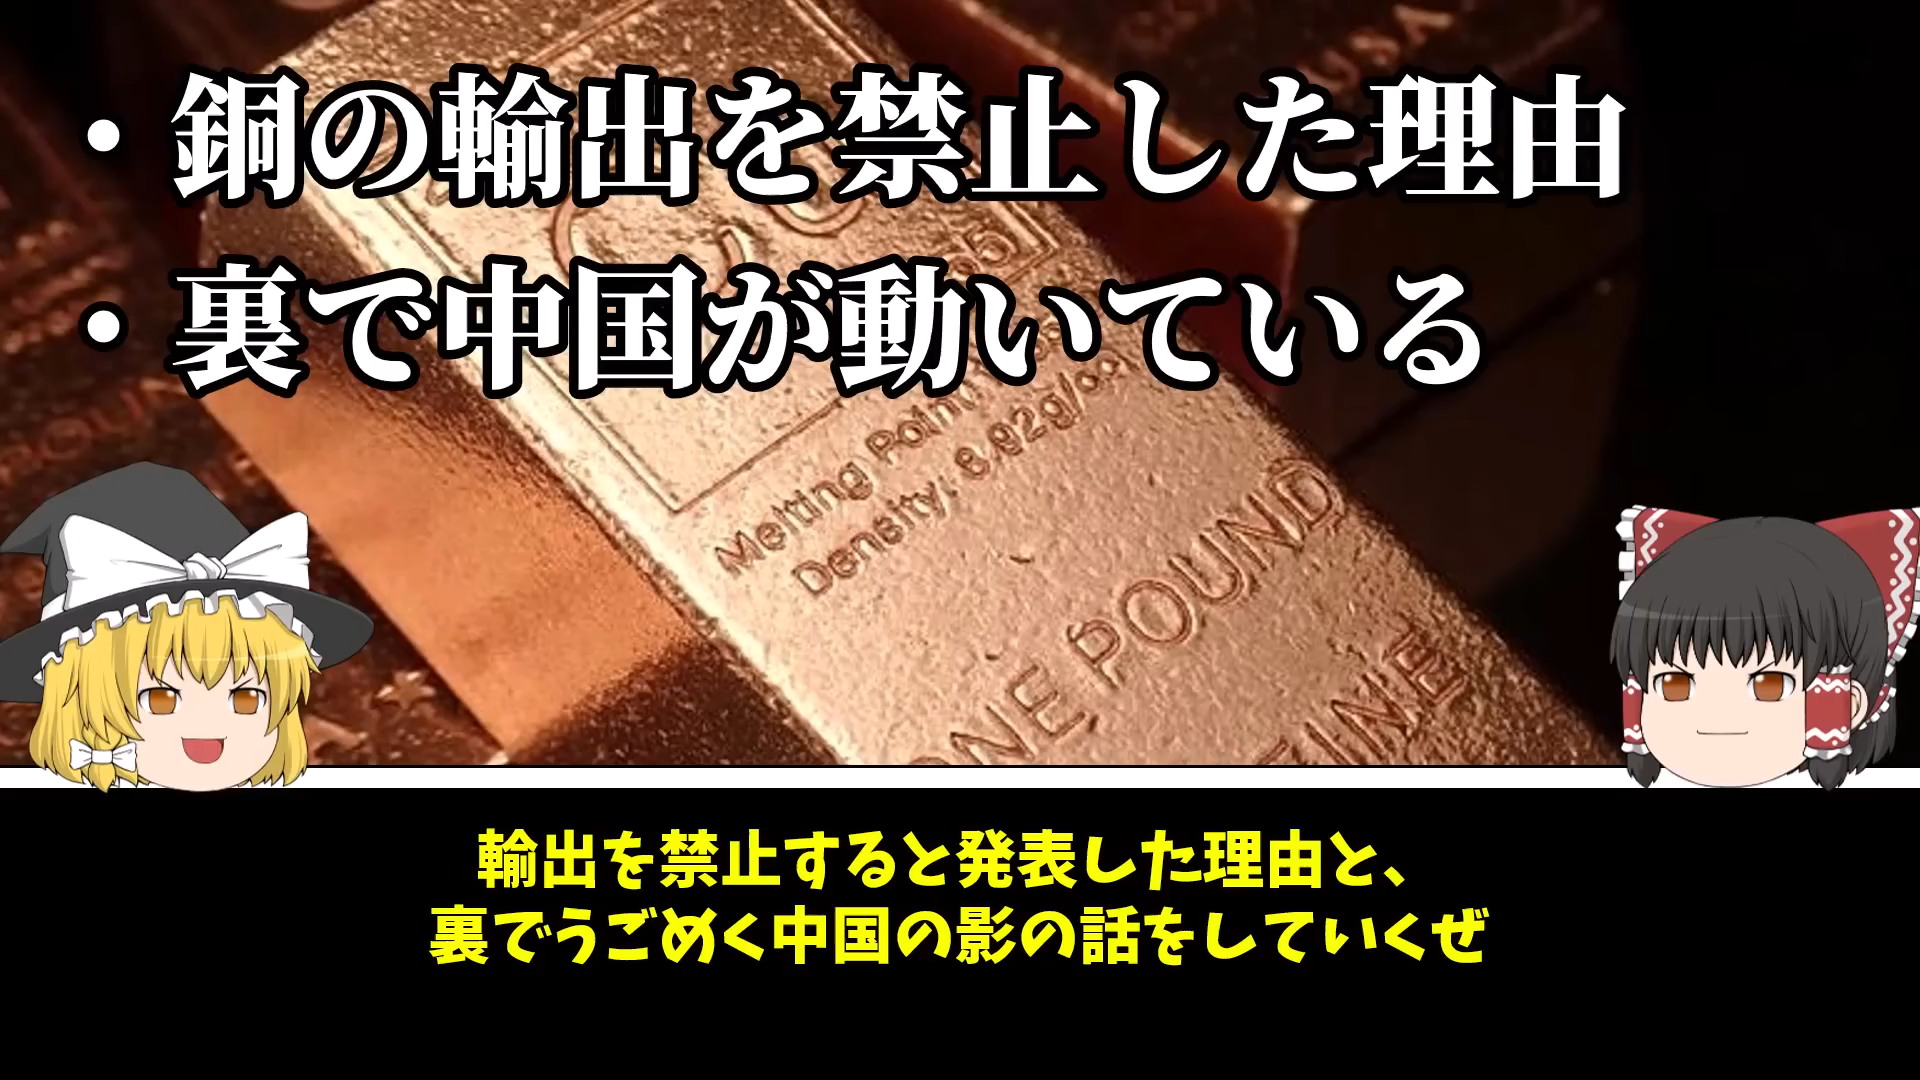 ・銅の輸出を禁止した理由
・裏で中国が動いている
Melting Point
Density: 8.92g/cc
ONE POUND
FINE
輸出を禁止すると発表した理由と、
裏でうごめく中国の影の話をしていくぜ